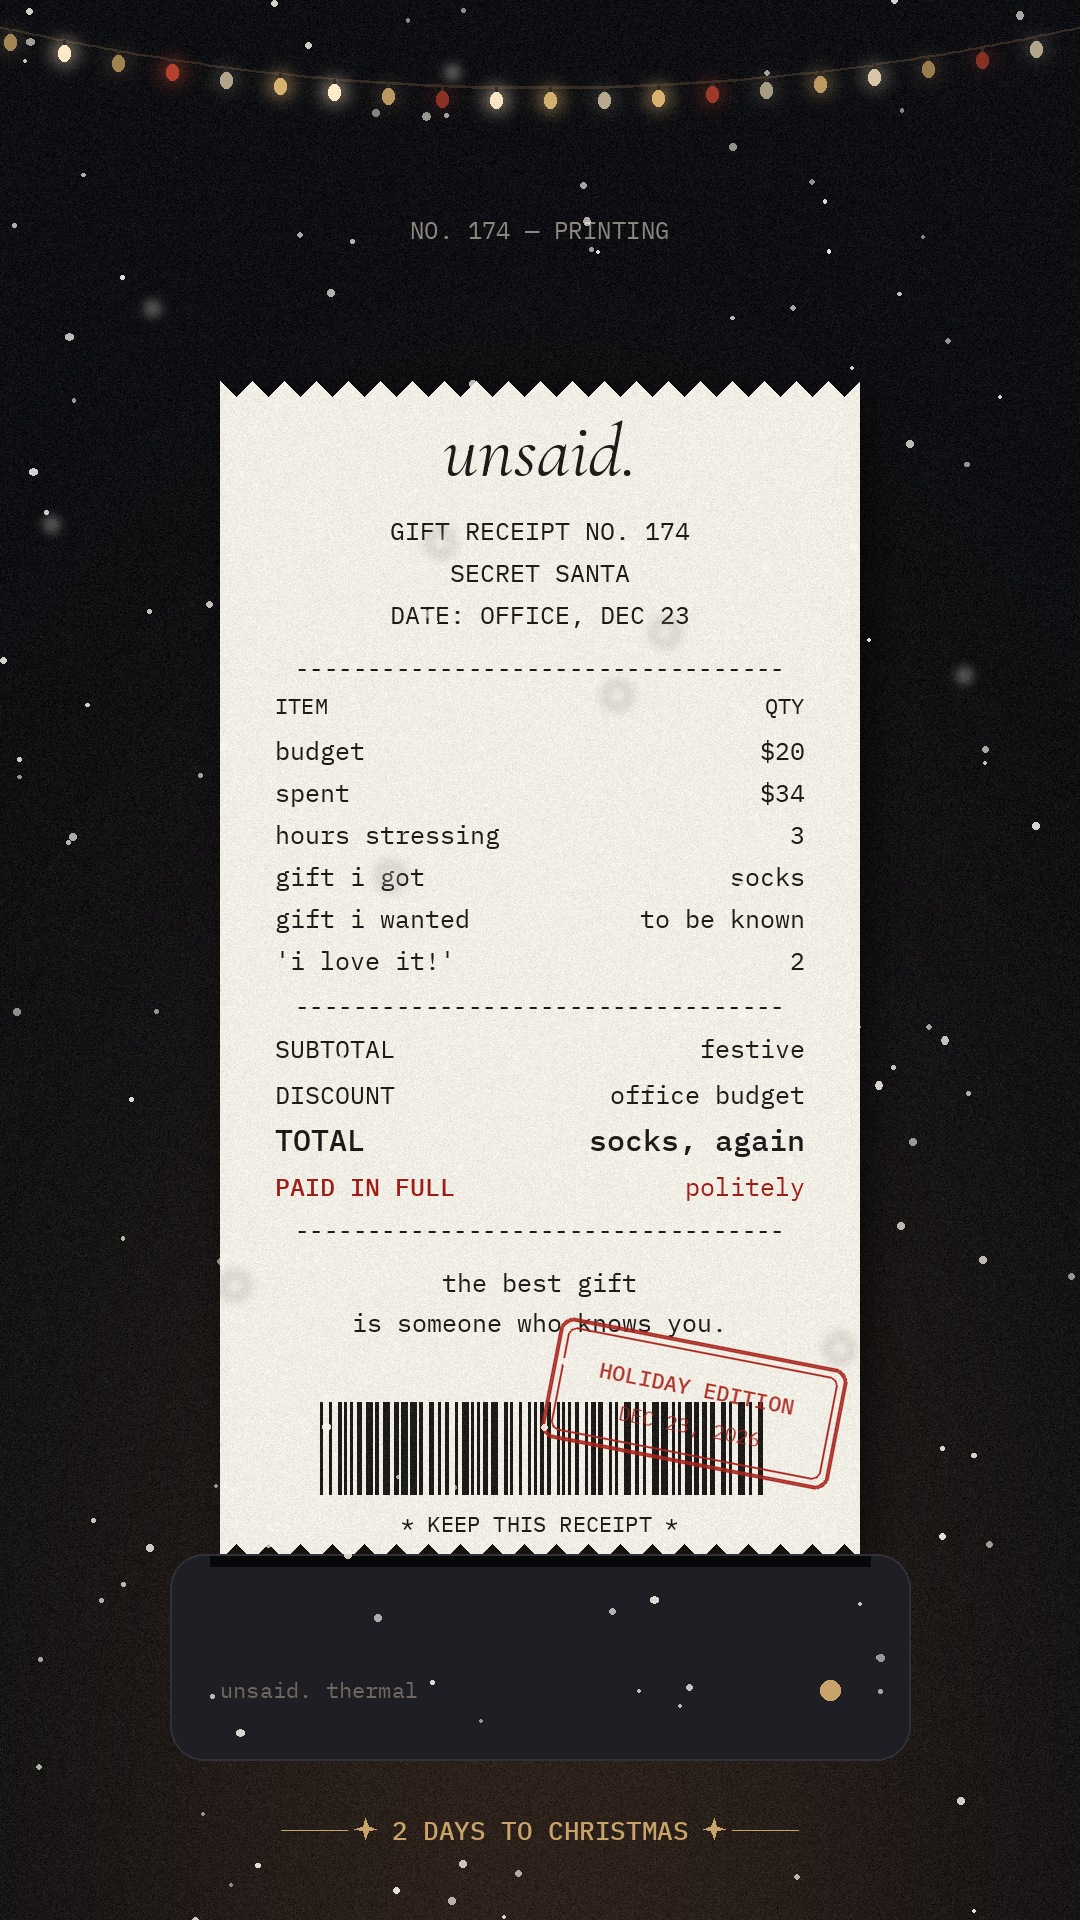 NO. 174 — PRINTING
unsaid.
GIFT RECEIPT NO. 174
SECRET SANTA
DATE: OFFICE, DEC 23
----------------------------------
ITEM QTY
budget $20
spent $34
hours stressing 3
gift i got socks
gift i wanted to be known
'i love it!' 2
----------------------------------
SUBTOTAL festive
DISCOUNT office budget
TOTAL socks, again
PAID IN FULL politely
----------------------------------
the best gift
is someone who knows you.
HOLIDAY EDITION
DEC 23, 2026
* KEEP THIS RECEIPT *
unsaid. thermal
2 DAYS TO CHRISTMAS